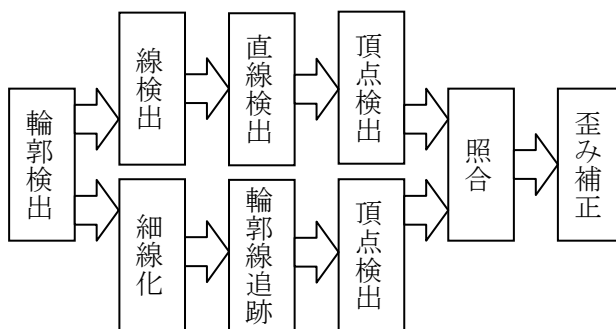 輪郭検出
線検出
直線検出
頂点検出
細線化
輪郭線追跡
頂点検出
照合
歪み補正